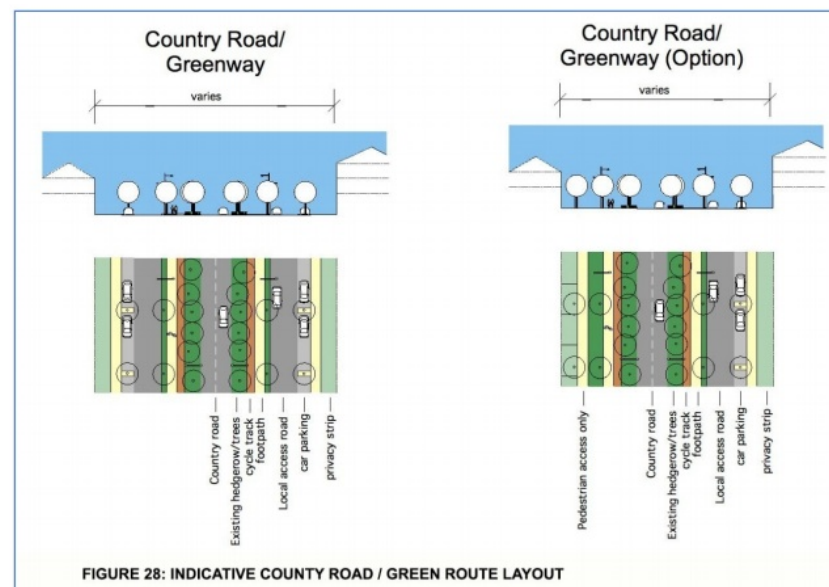 Country Road/
Greenway
varies
Country road
Existing hedgerow/trees
cycle track
footpath
Local access road
car parking
privacy strip
Country Road/
Greenway (Option)
varies
Pedestrian access only
Country road
Existing hedgerow/trees
cycle track
footpath
Local access road
car parking
privacy strip
FIGURE 28: INDICATIVE COUNTY ROAD / GREEN ROUTE LAYOUT